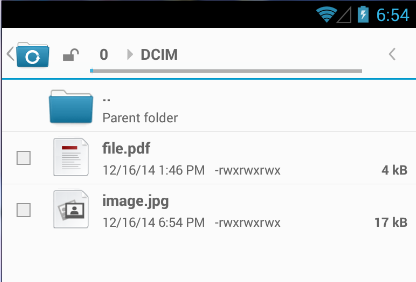 6:54
0 DCIM
..
Parent folder
file.pdf
12/16/14 1:46 PM -rwxrwxrwx 4 kB
image.jpg
12/16/14 6:54 PM -rwxrwxrwx 17 kB